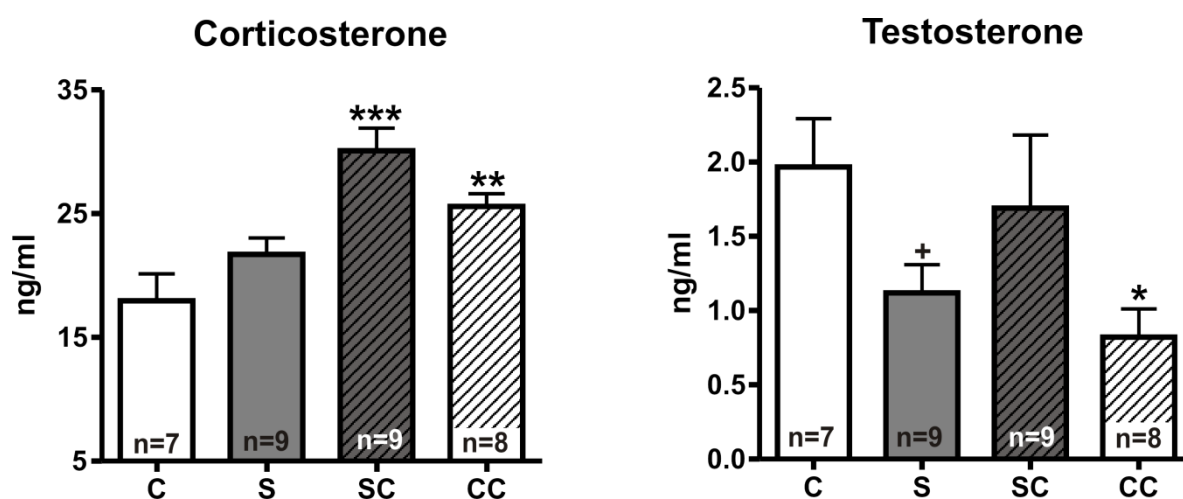 Corticosterone
35
25
15
5
ng/ml
***
**
n=7
n=9
n=9
n=8
C
S
SC
CC
Testosterone
2.5
2.0
1.5
1.0
0.5
0.0
ng/ml
+
*
n=7
n=9
n=9
n=8
C
S
SC
CC